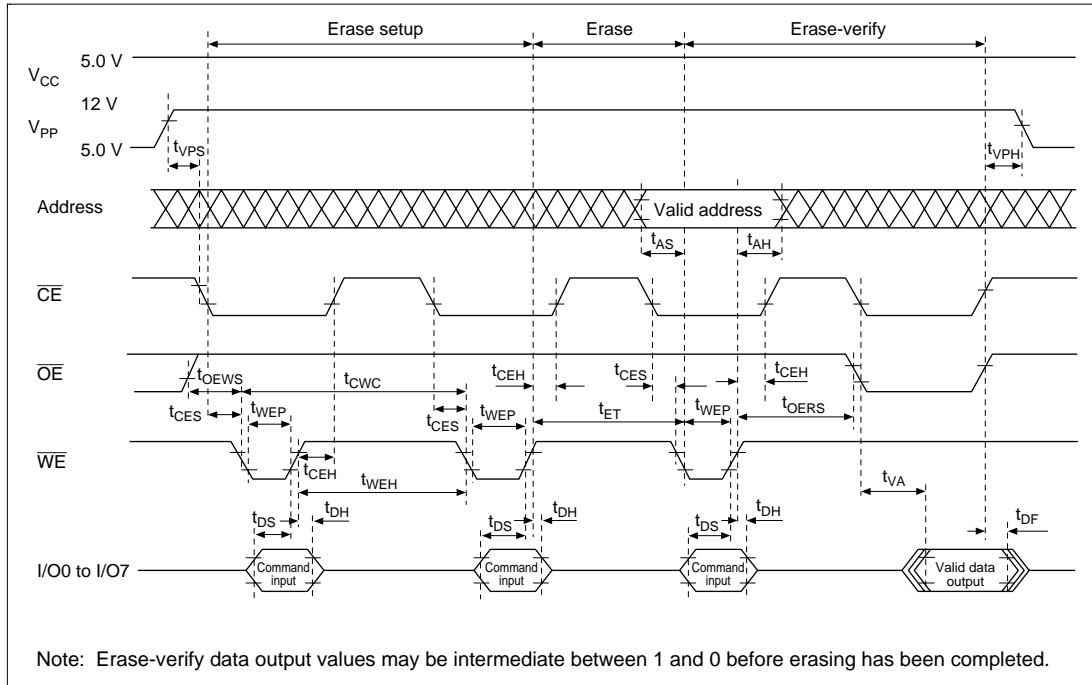 Erase setup Erase Erase-verify
5.0 V
VCC
12 V
VPP
5.0 V
tVPS tVPH
Address Valid address
tAS tAH
CE
OE
tOEWS tCWC tCEH tCES tCEH
tCES tWEP tCES tWEP tET tWEP tOERS
WE
tCEH
tWEH tVA
tDS tDH tDS tDH tDS tDH tDF
I/O0 to I/O7 Command input Command input Command input Valid data output
Note: Erase-verify data output values may be intermediate between 1 and 0 before erasing has been completed.